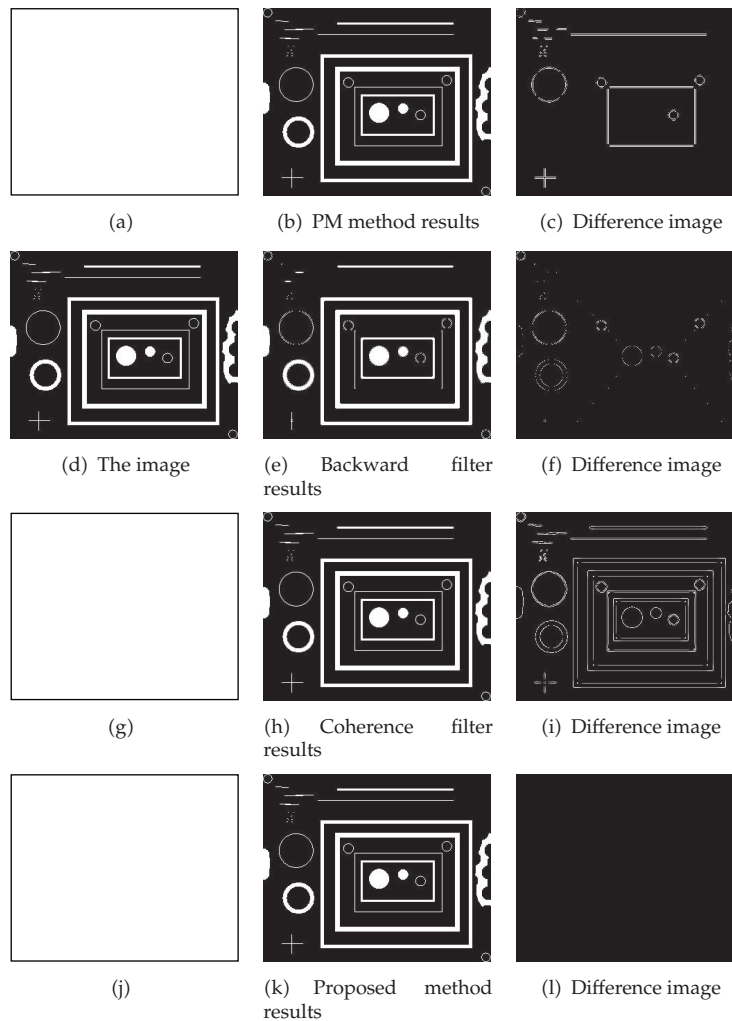 (a)
(b) PM method results
(c) Difference image
(d) The image
(e) Backward filter
results
(f) Difference image
(g)
(h) Coherence filter
results
(i) Difference image
(j)
(k) Proposed method
results
(l) Difference image